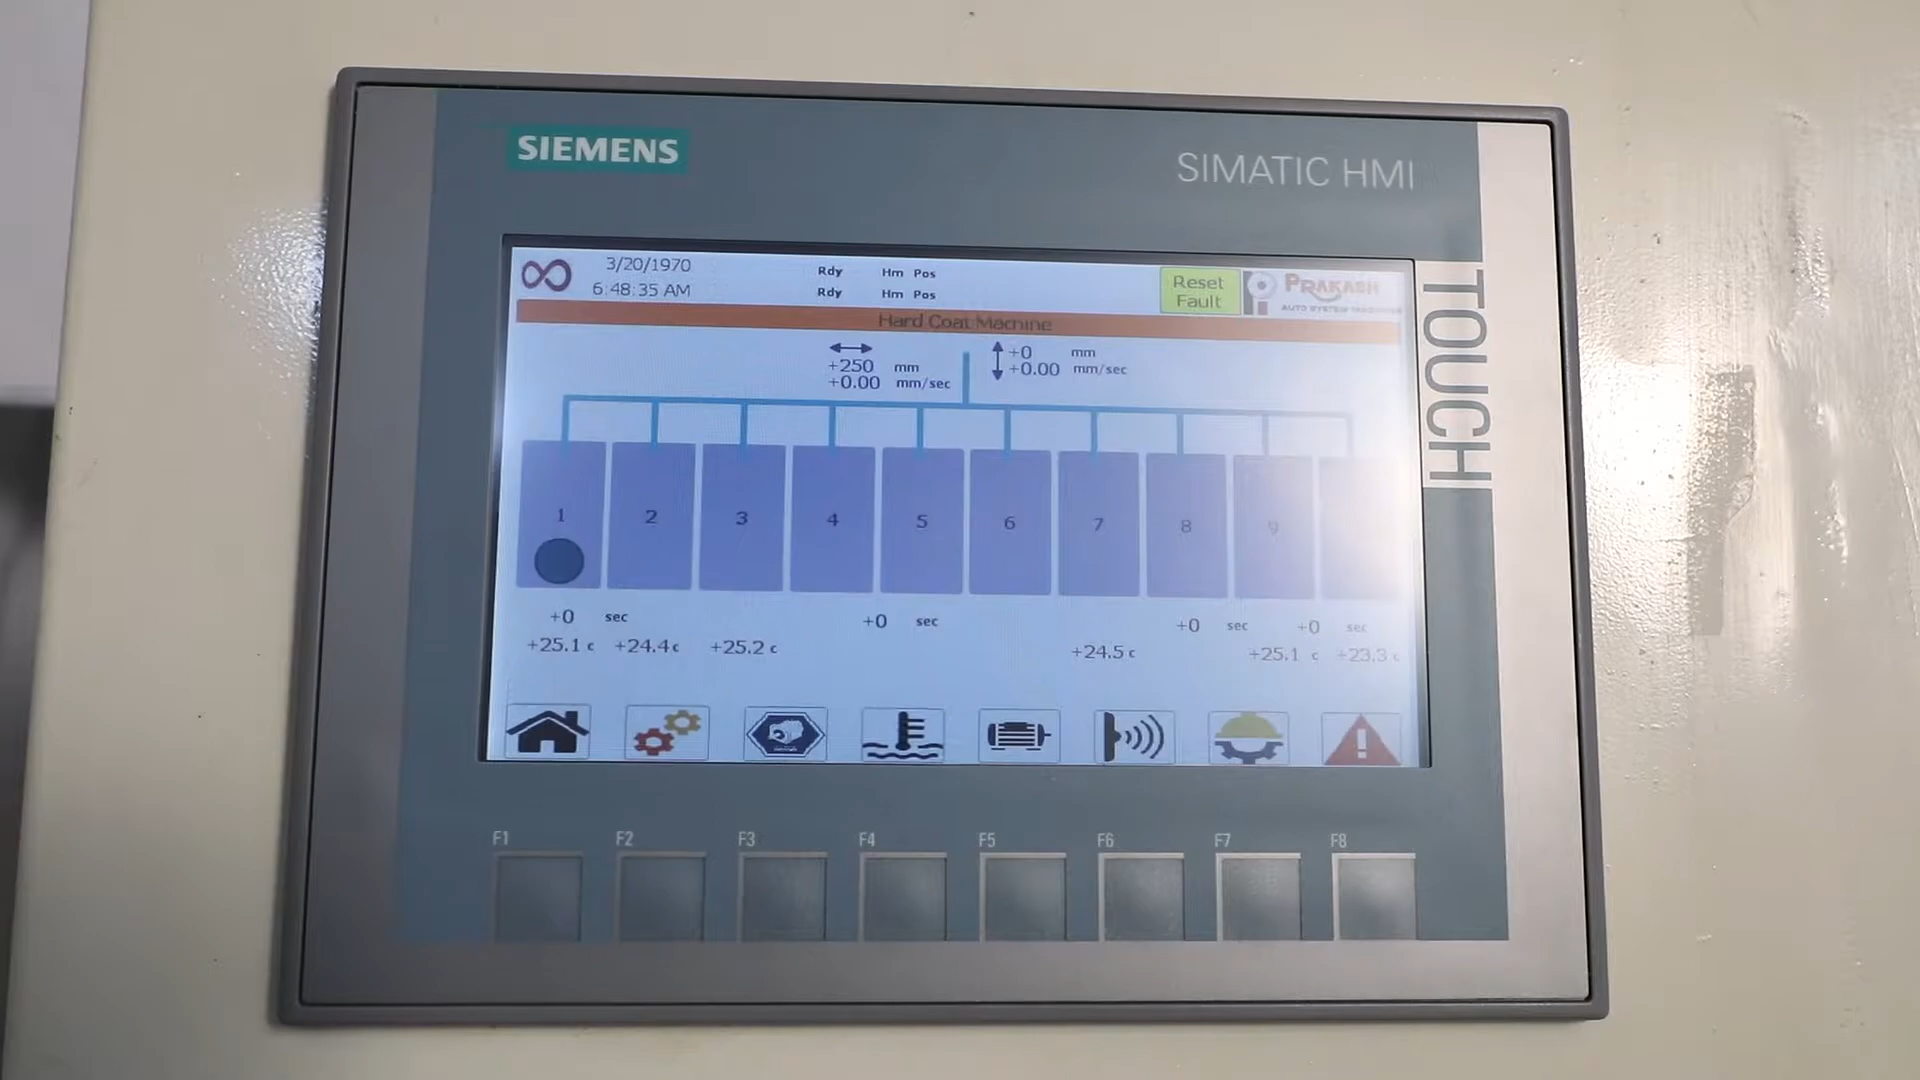 SIEMENS
SIMATIC HMI
TOUCH
3/20/1970
6:48:35 AM
Rdy Hm Pos
Rdy Hm Pos
Reset
Fault
PRAKASH
Hard Coat Machine
+250 mm
+0.00 mm/sec
+0 mm
+0.00 mm/sec
1 2 3 4 5 6 7 8 9
+0 sec +0 sec +0 sec +0 sec
+25.1 c +24.4 c +25.2 c +24.5 c +25.1 c +23.3 c
F1 F2 F3 F4 F5 F6 F7 F8